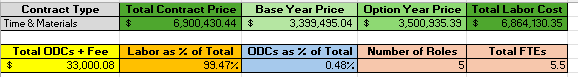 Contract Type Total Contract Price Base Year Price Option Year Price Total Labor Cost
Time & Materials $ 6,900,430.44 $ 3,399,495.04 $ 3,500,935.39 $ 6,864,130.35
Total ODCs + Fee Labor as % of Total ODCs as % of Total Number of Roles Total FTEs
$ 33,000.08 99.47% 0.48% 5 5.5